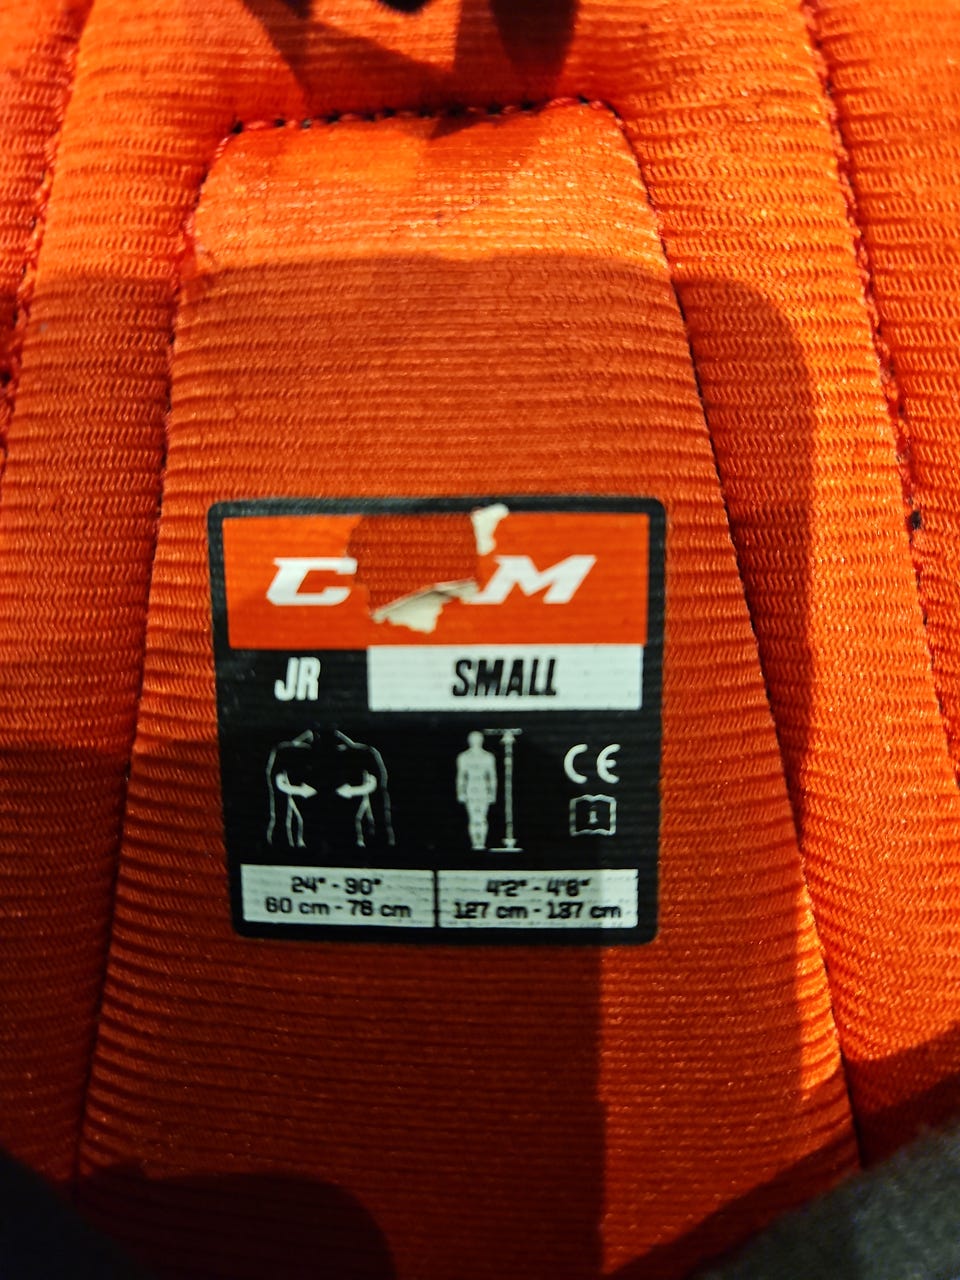 C M
JR SMALL
CE
i
24" - 30" 4'2" - 4'6"
60 cm - 76 cm 127 cm - 137 cm